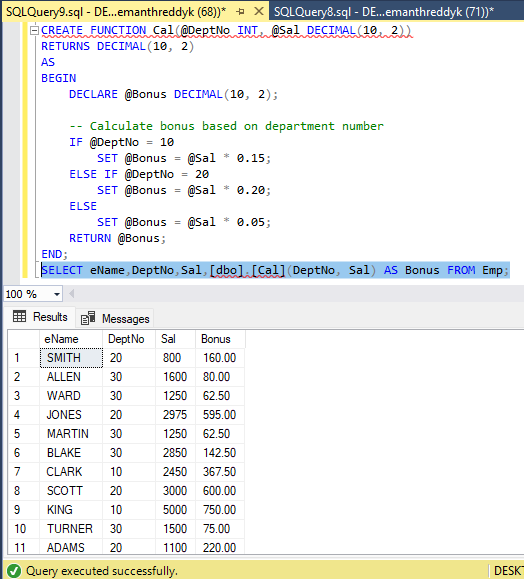 SQLQuery9.sql - DE...emanthreddyk (68))* SQLQuery8.sql - DE...emanthreddyk (71))*
CREATE FUNCTION Cal(@DeptNo INT, @Sal DECIMAL(10, 2))
RETURNS DECIMAL(10, 2)
AS
BEGIN
DECLARE @Bonus DECIMAL(10, 2);
-- Calculate bonus based on department number
IF @DeptNo = 10
SET @Bonus = @Sal * 0.15;
ELSE IF @DeptNo = 20
SET @Bonus = @Sal * 0.20;
ELSE
SET @Bonus = @Sal * 0.05;
RETURN @Bonus;
END;
SELECT eName,DeptNo,Sal,[dbo].[Cal](DeptNo, Sal) AS Bonus FROM Emp;
100 %
Results Messages
eName DeptNo Sal Bonus
1 SMITH 20 800 160.00
2 ALLEN 30 1600 80.00
3 WARD 30 1250 62.50
4 JONES 20 2975 595.00
5 MARTIN 30 1250 62.50
6 BLAKE 30 2850 142.50
7 CLARK 10 2450 367.50
8 SCOTT 20 3000 600.00
9 KING 10 5000 750.00
10 TURNER 30 1500 75.00
11 ADAMS 20 1100 220.00
Query executed successfully. DESKT